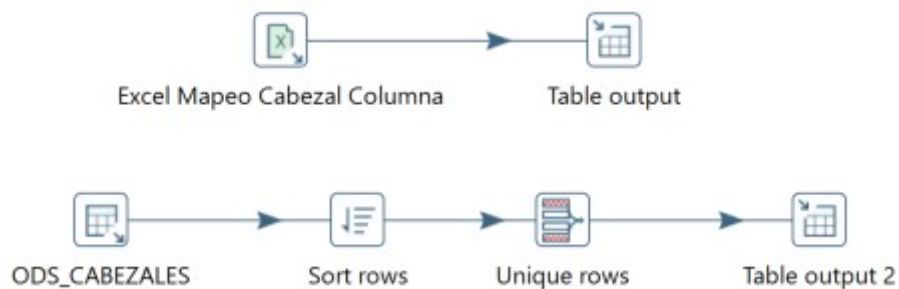 Excel Mapeo Cabezal Columna
Table output
ODS_CABEZALES
Sort rows
Unique rows
Table output 2